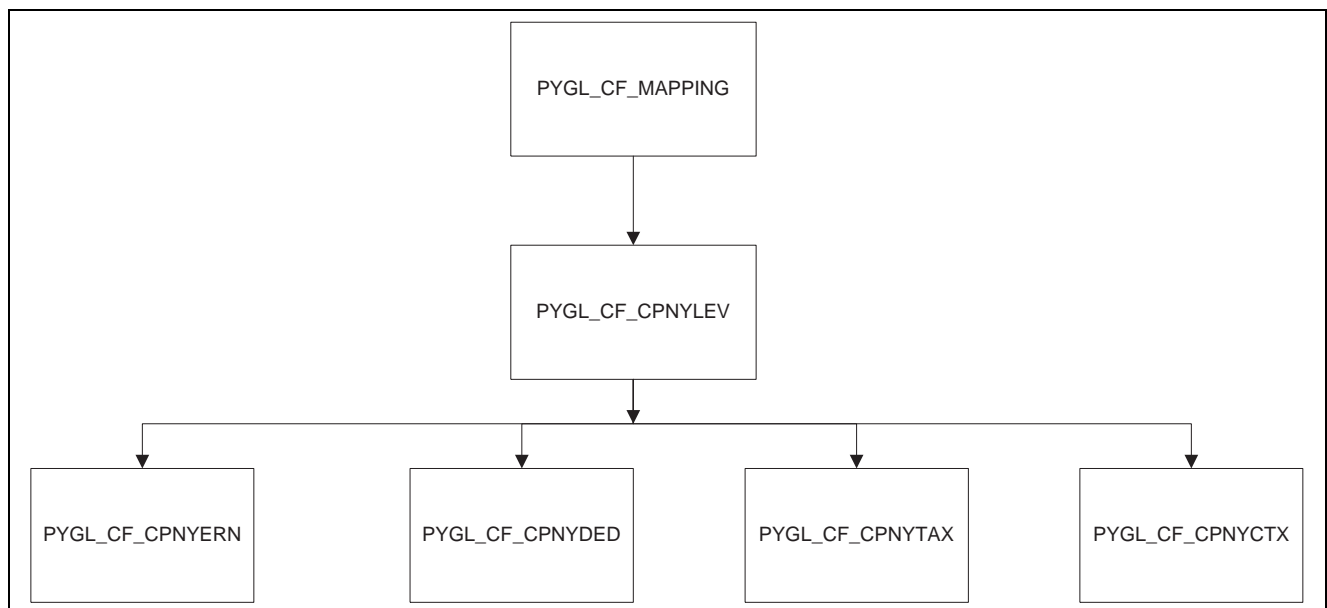 PYGL_CF_MAPPING
PYGL_CF_CPNYLEV
PYGL_CF_CPNYERN
PYGL_CF_CPNYDED
PYGL_CF_CPNYTAX
PYGL_CF_CPNYCTX